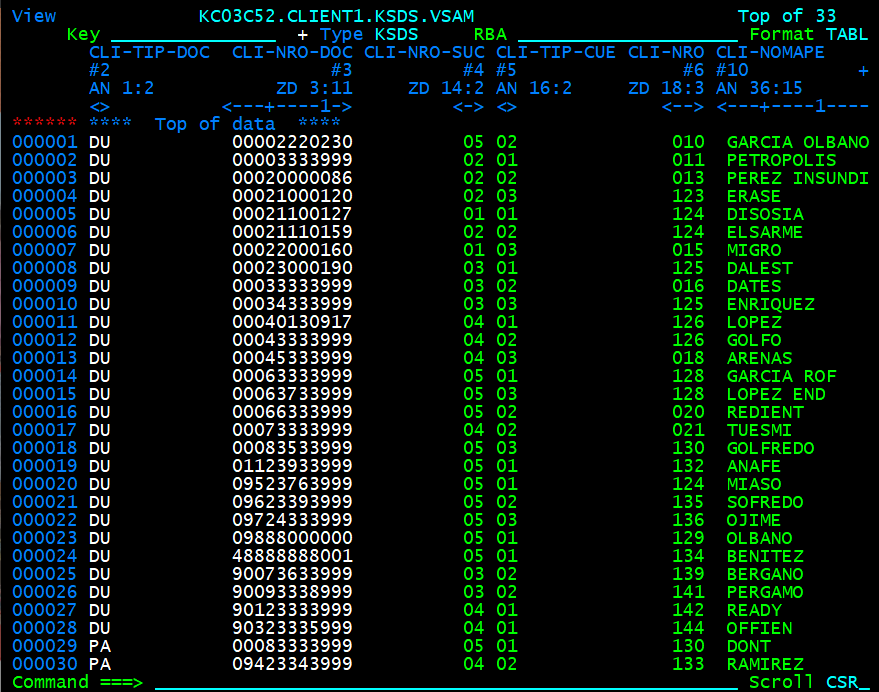 View KC03C52.CLIENT1.KSDS.VSAM Top of 33
Key _______________ + Type KSDS RBA ____________________ Format TABL
CLI-TIP-DOC CLI-NRO-DOC CLI-NRO-SUC CLI-TIP-CUE CLI-NRO CLI-NOMAPE
#2 #3 #4 #5 #6 #10 +
AN 1:2 ZD 3:11 ZD 14:2 AN 16:2 ZD 18:3 AN 36:15
<> <---+----1-> <-> <> <--> <----+----1----
****** **** Top of data ****
000001 DU 00002220230 05 02 010 GARCIA OLBANO
000002 DU 00003333999 02 01 011 PETROPOLIS
000003 DU 00020000086 02 02 013 PEREZ INSUNDI
000004 DU 00021000120 02 03 123 ERASE
000005 DU 00021100127 01 01 124 DISOSIA
000006 DU 00021110159 02 02 124 ELSARME
000007 DU 00022000160 01 03 015 MIGRO
000008 DU 00023000190 03 01 125 DALEST
000009 DU 00033333999 03 02 016 DATES
000010 DU 00034333999 03 03 125 ENRIQUEZ
000011 DU 00040130917 04 01 126 LOPEZ
000012 DU 00043333999 04 02 126 GOLFO
000013 DU 00045333999 04 03 018 ARENAS
000014 DU 00063333999 05 01 128 GARCIA ROF
000015 DU 00063733999 05 03 128 LOPEZ END
000016 DU 00066333999 05 02 020 REDIENT
000017 DU 00073333999 04 02 021 TUESMI
000018 DU 00083533999 05 03 130 GOLFREDO
000019 DU 01123933999 05 01 132 ANAFE
000020 DU 09523763999 05 01 124 MIASO
000021 DU 09623393999 05 02 135 SOFREDO
000022 DU 09724333999 05 03 136 OJIME
000023 DU 09888000000 05 01 129 OLBANO
000024 DU 48888888001 05 01 134 BENITEZ
000025 DU 90073633999 03 02 139 BERGANO
000026 DU 90093338999 03 02 141 PERGAMO
000027 DU 90123333999 04 01 142 READY
000028 DU 90323335999 04 01 144 OFFIEN
000029 PA 00083333999 05 01 130 DONT
000030 PA 09423343999 04 02 133 RAMIREZ
Command ===> ______________________________ Scroll CSR_